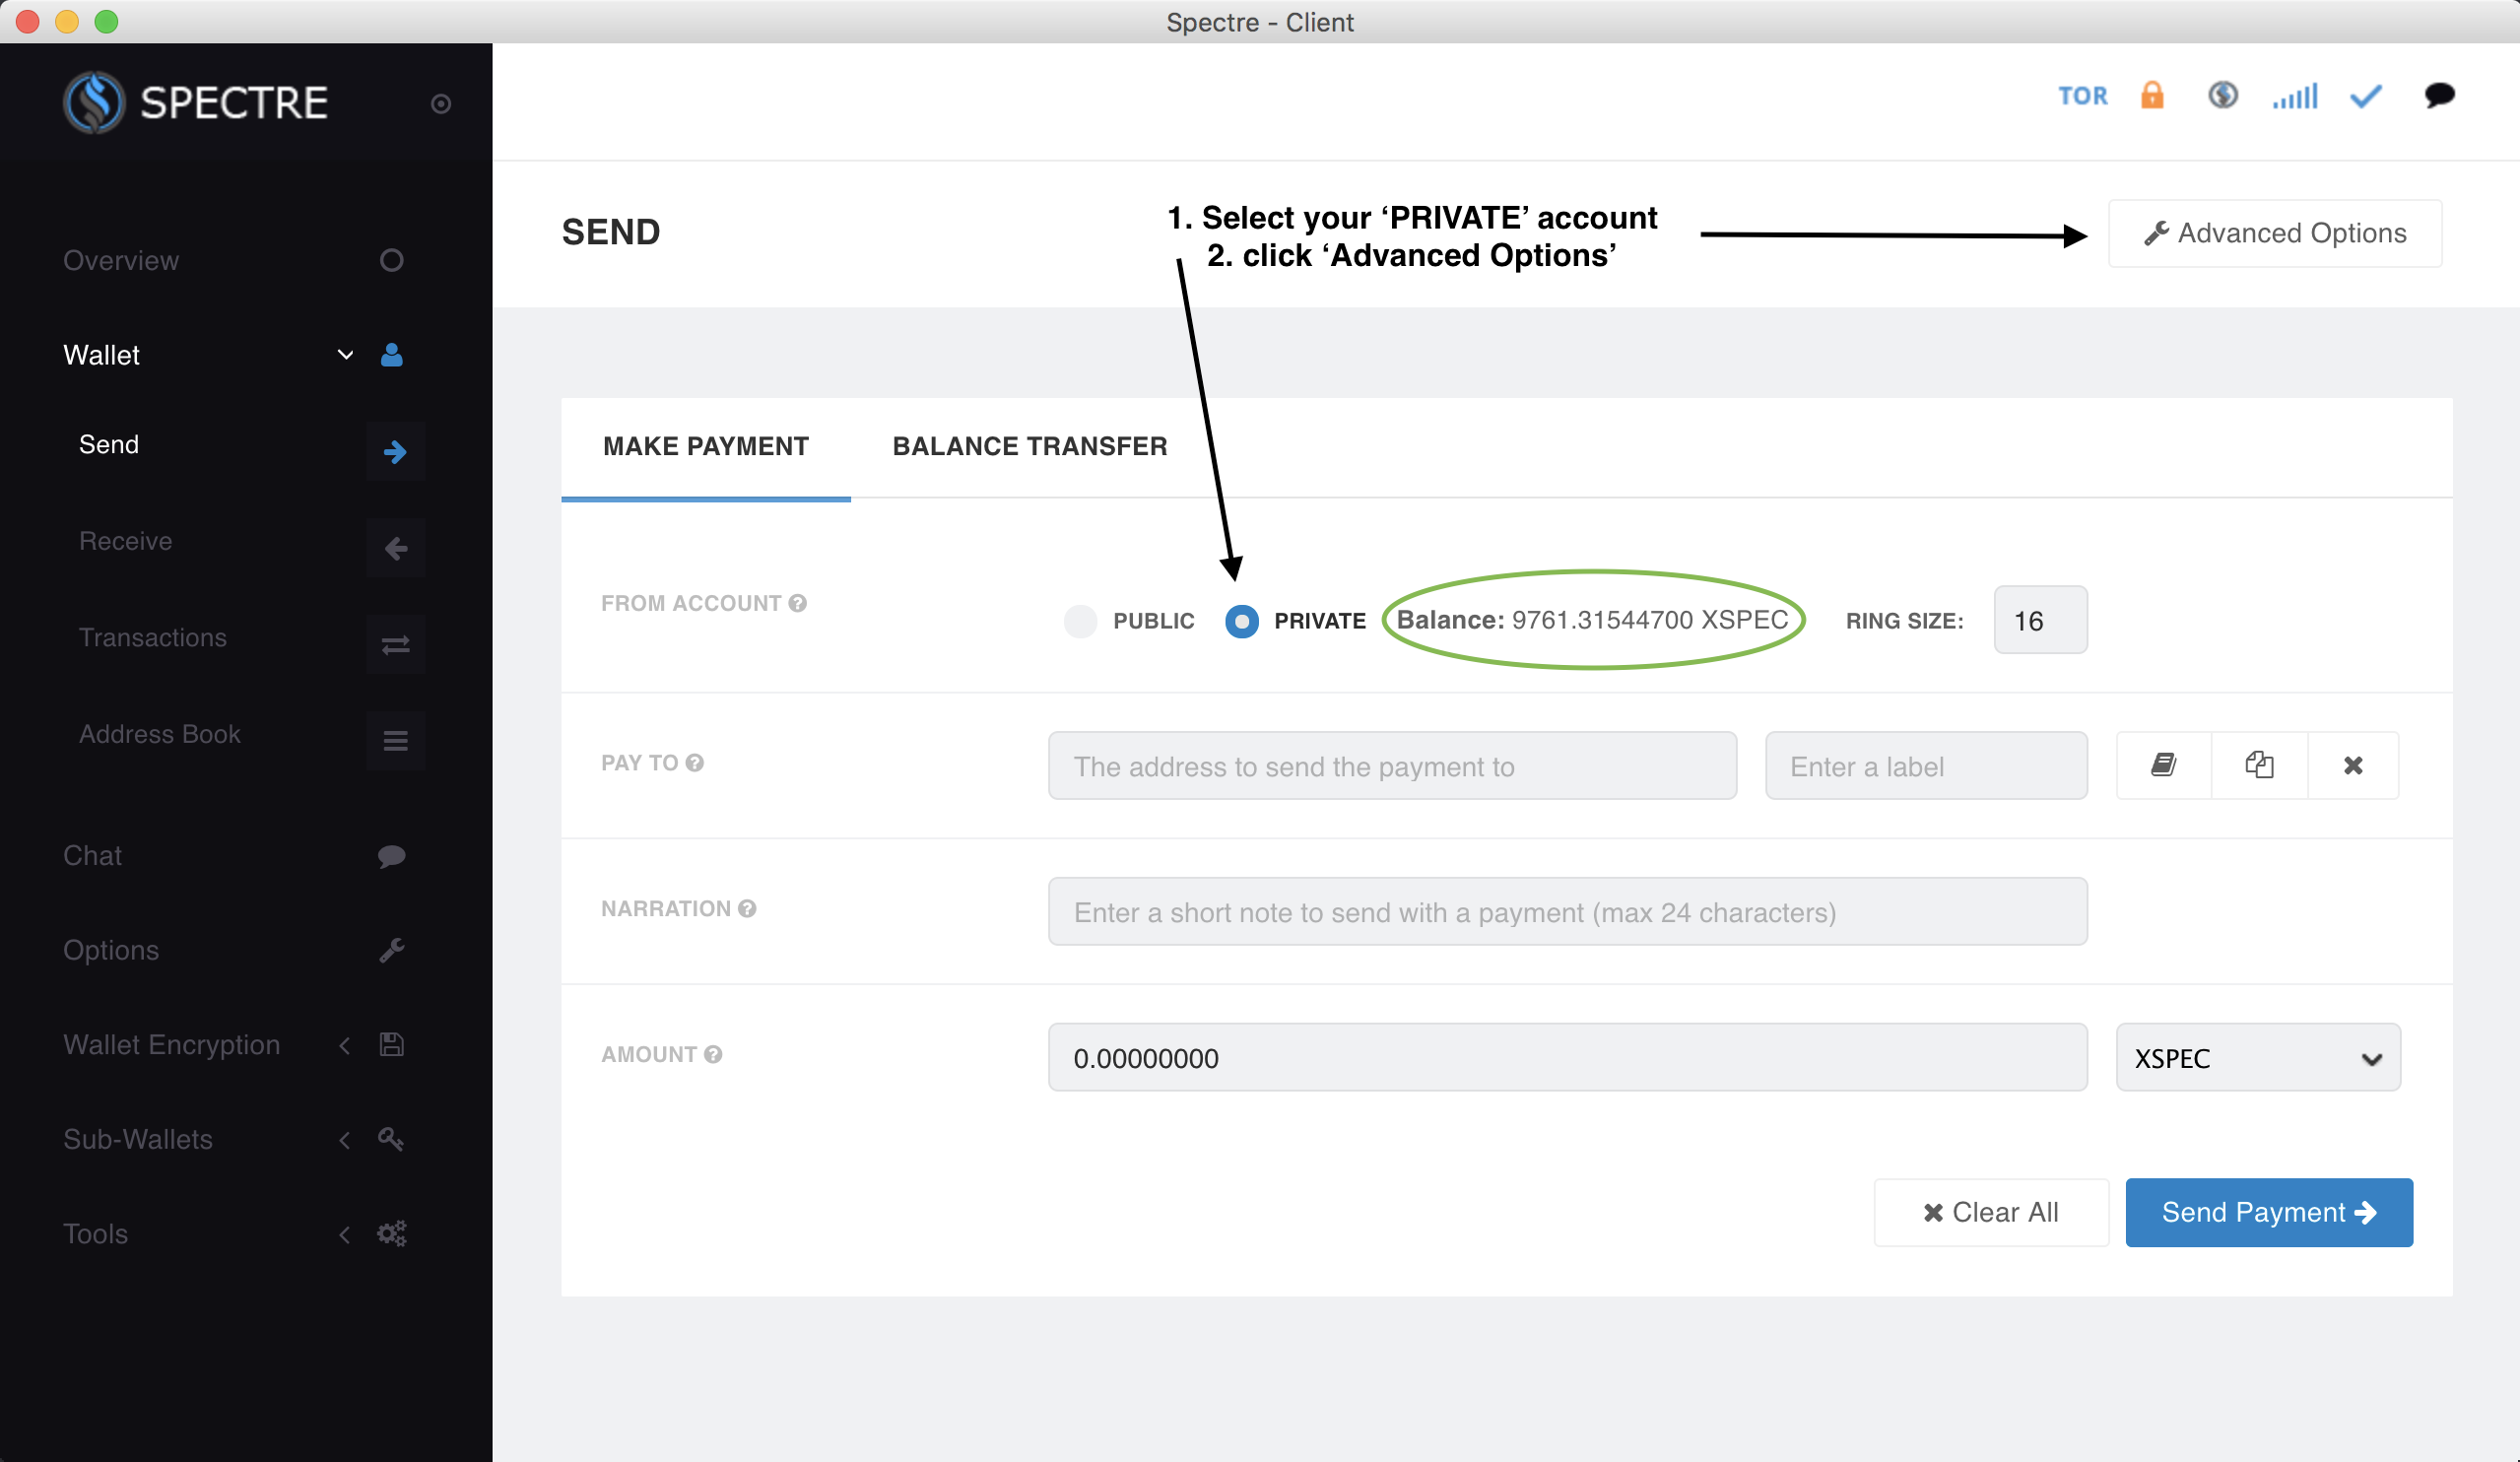 Spectre - Client
SPECTRE
TOR
SEND
1. Select your ‘PRIVATE’ account
2. click ‘Advanced Options’
Advanced Options
Overview
Wallet
Send
Receive
Transactions
Address Book
Chat
Options
Wallet Encryption
Sub-Wallets
Tools
MAKE PAYMENT BALANCE TRANSFER
FROM ACCOUNT ? PUBLIC PRIVATE Balance: 9761.31544700 XSPEC RING SIZE: 16
PAY TO ? The address to send the payment to Enter a label
NARRATION ? Enter a short note to send with a payment (max 24 characters)
AMOUNT ? 0.00000000 XSPEC
Clear All Send Payment